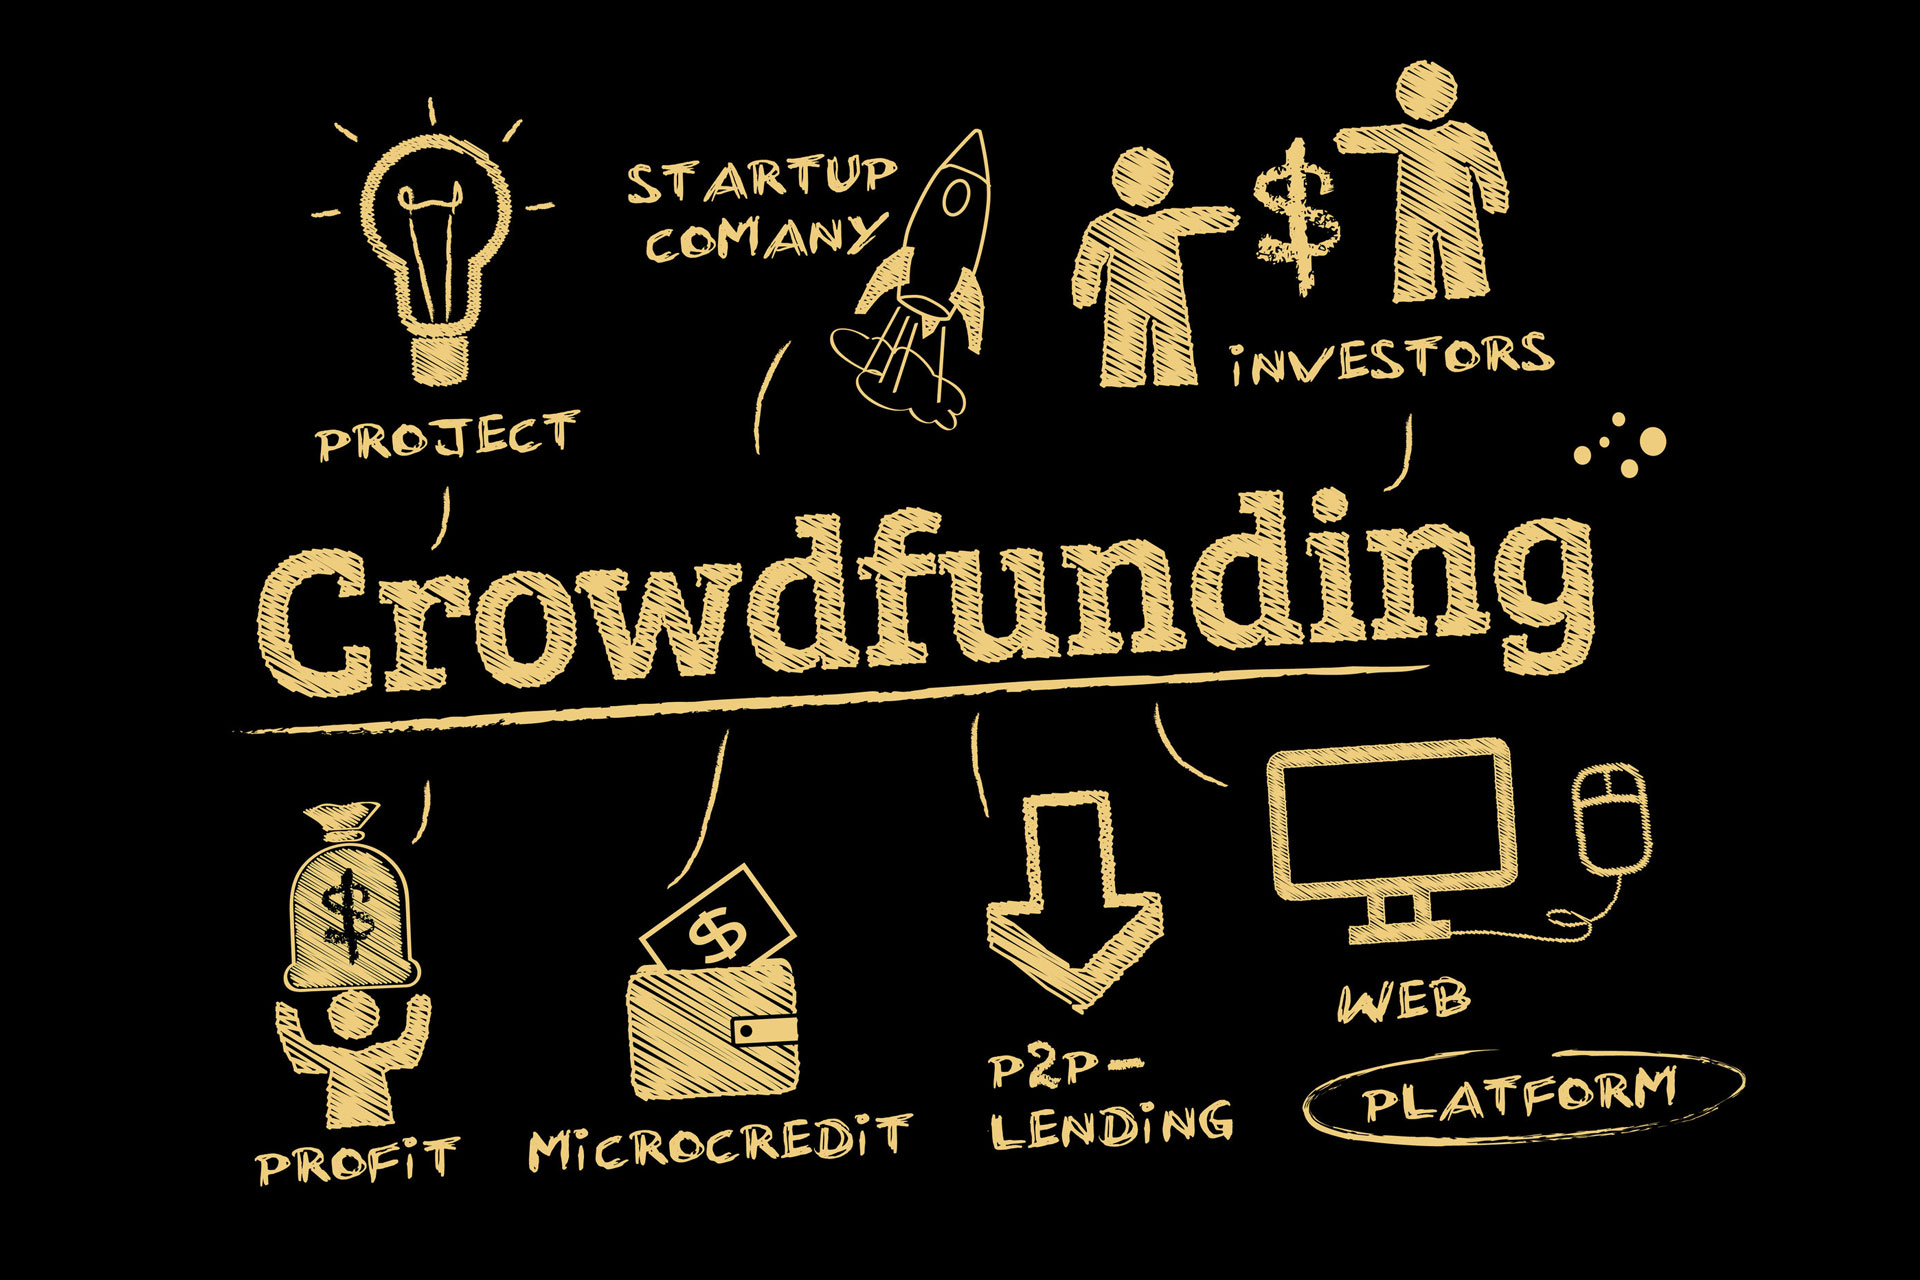 STARTUP
COMANY
$
iNVESTORS
PROJECT
Crowdfunding
$
$
WEB
P2P-
LENDiNG
PLATFORM
MiCROCREDiT
PROFiT